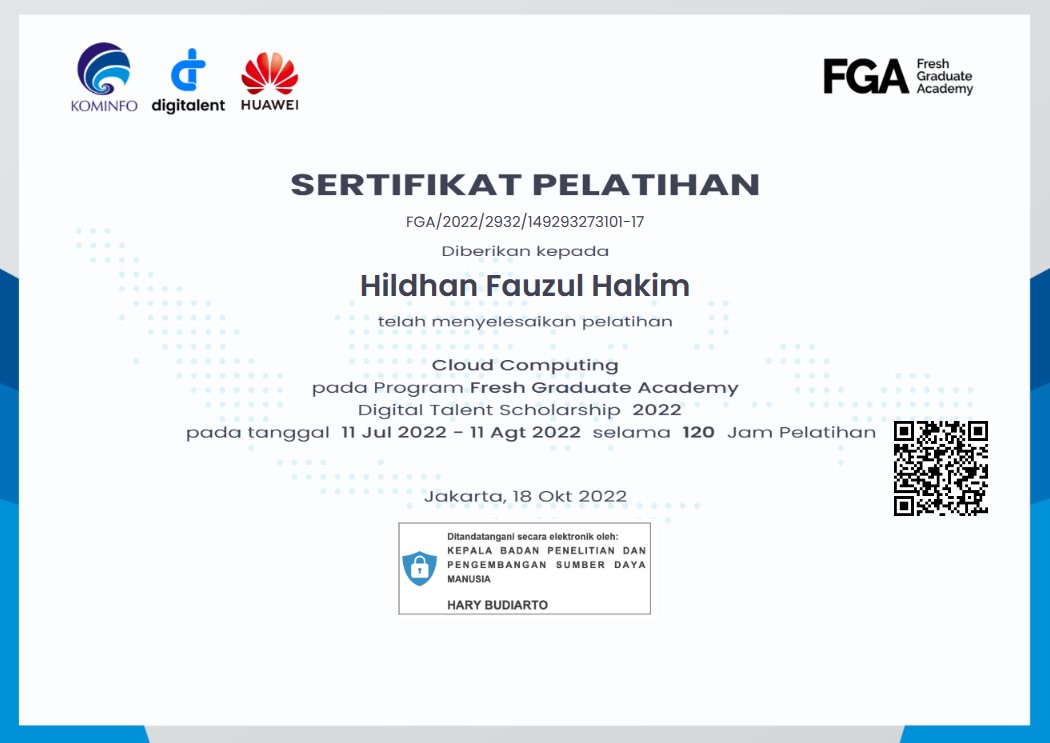 KOMINFO
digitalent
HUAWEI
FGA
Fresh
Graduate
Academy
SERTIFIKAT PELATIHAN
FGA/2022/2932/149293273101-17
Diberikan kepada
Hildhan Fauzul Hakim
telah menyelesaikan pelatihan
Cloud Computing
pada Program Fresh Graduate Academy
Digital Talent Scholarship 2022
pada tanggal 11 Jul 2022 - 11 Agt 2022 selama 120 Jam Pelatihan
Jakarta, 18 Okt 2022
Ditandatangani secara elektronik oleh:
KEPALA BADAN PENELITIAN DAN
PENGEMBANGAN SUMBER DAYA
MANUSIA
HARY BUDIARTO